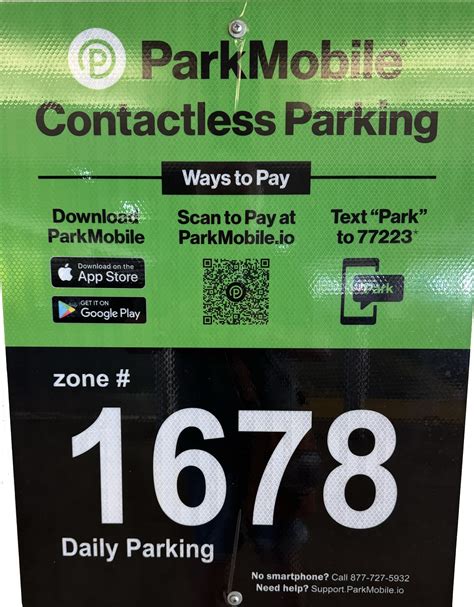 ParkMobile
Contactless Parking
Ways to Pay
Download
ParkMobile
Download on the
App Store
GET IT ON
Google Play
Scan to Pay at
ParkMobile.io
Text “Park”
to 77223*
Park
zone #
1678
Daily Parking
No smartphone? Call 877-727-5932
Need help? Support.ParkMobile.io